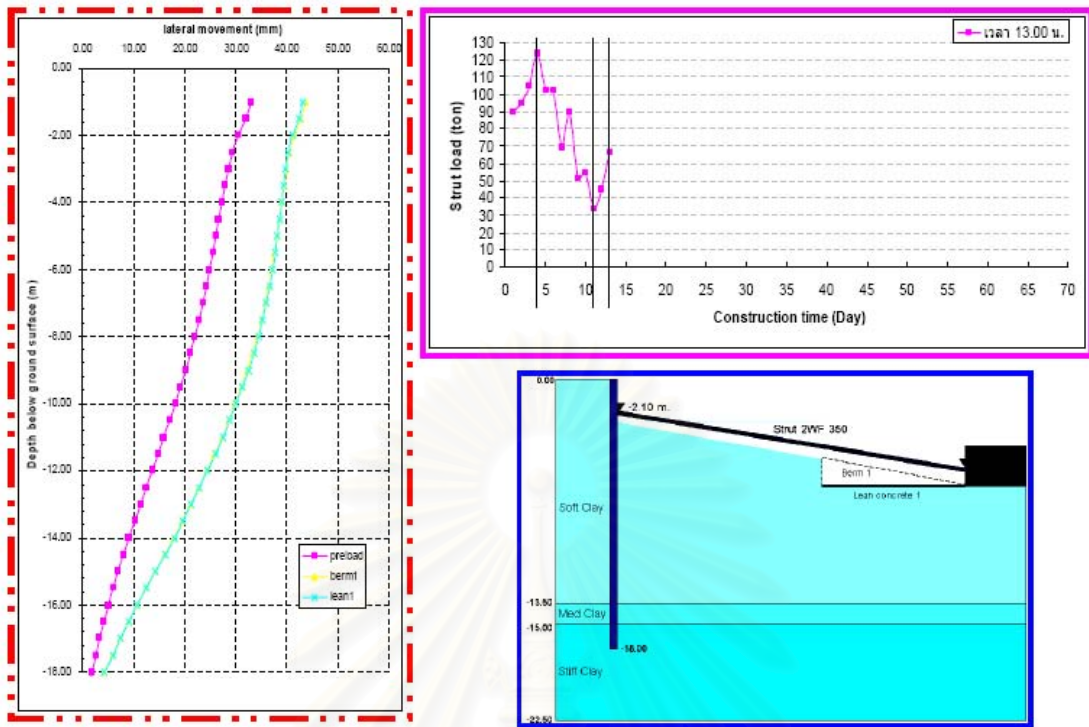 lateral movement (mm)
0.00 10.00 20.00 30.00 40.00 50.00 60.00
0.00
-2.00
-4.00
-6.00
-8.00
-10.00
-12.00
-14.00
-16.00
-18.00
Depth below ground surface (m)
preload
berm1
lean1
เวลา 13.00 น.
130
120
110
100
90
80
70
60
50
40
30
20
10
0
Strut load (ton)
0 5 10 15 20 25 30 35 40 45 50 55 60 65 70
Construction time (Day)
0.00
-2.10 m.
Strut 2WF 350
Berm 1
Lean concrete 1
Soft Clay
-13.50
Med Clay
-15.00
-18.00
Stiff Clay
-22.50